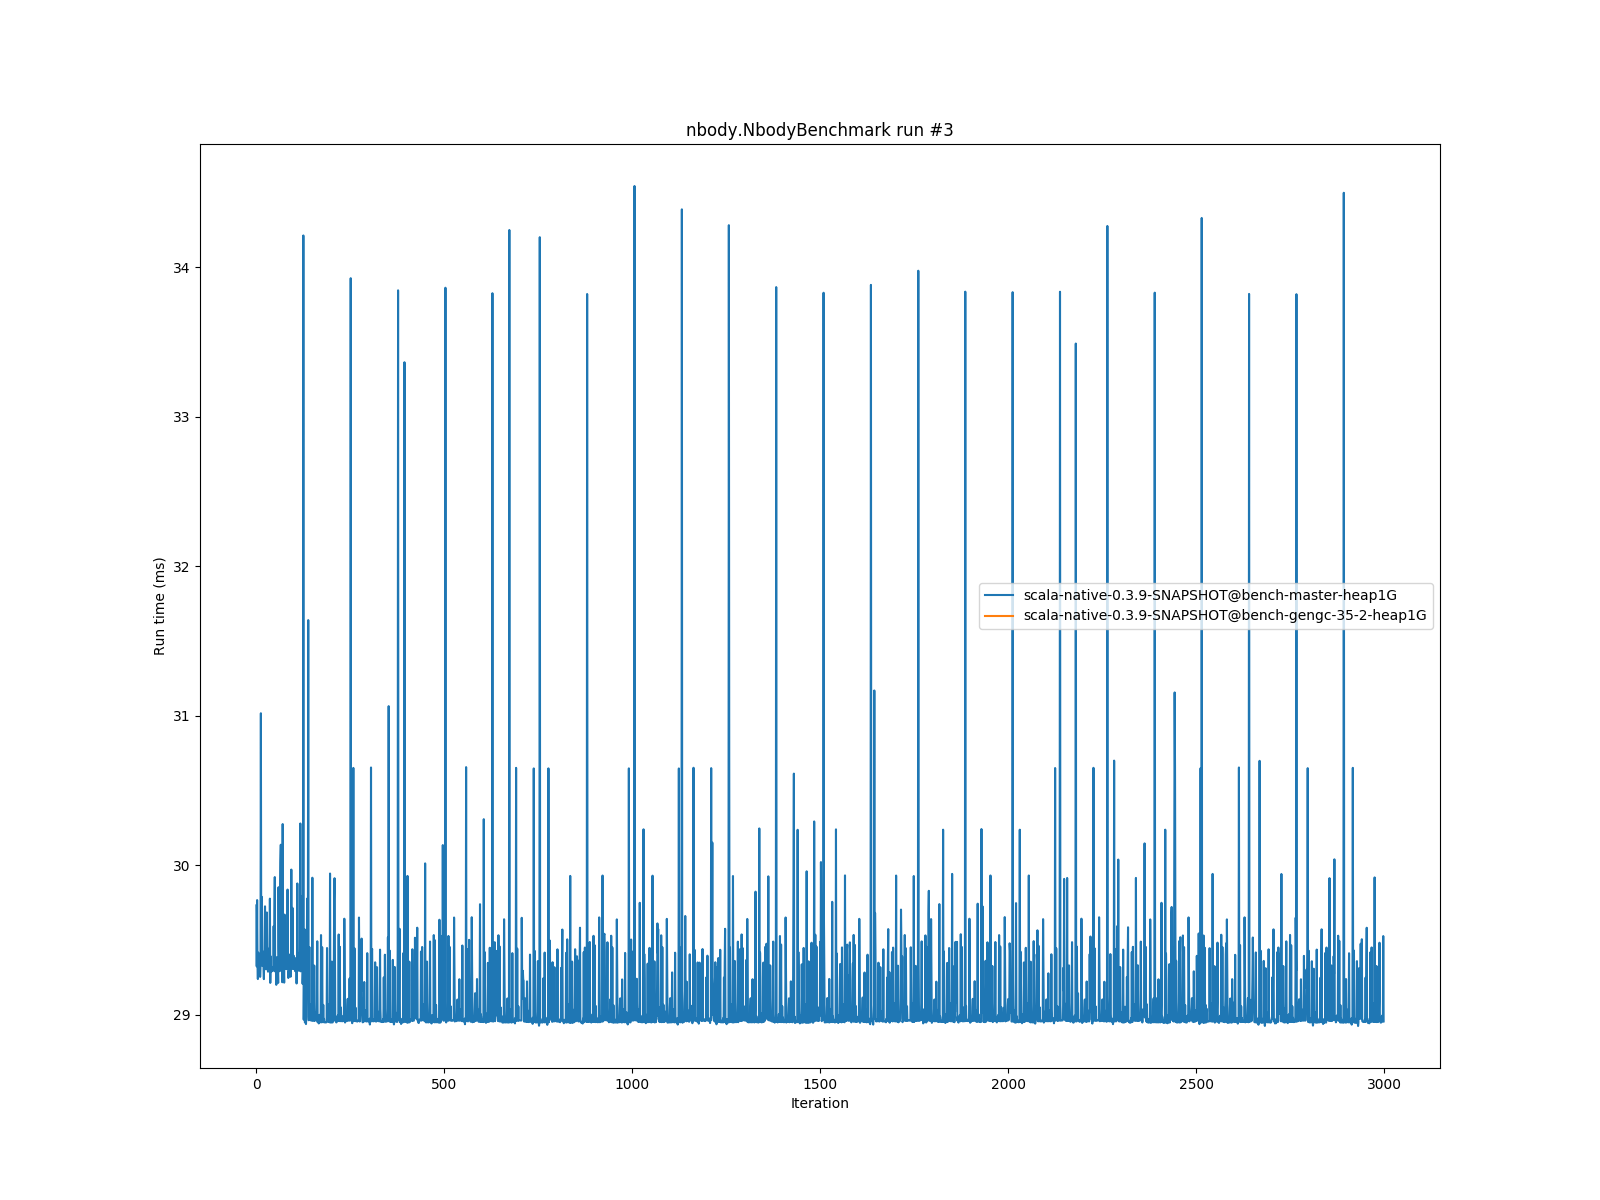 nbody.NbodyBenchmark run #3
34
33
32
31
30
29
Run time (ms)
scala-native-0.3.9-SNAPSHOT@bench-master-heap1G
scala-native-0.3.9-SNAPSHOT@bench-gengc-35-2-heap1G
0 500 1000 1500 2000 2500 3000
Iteration